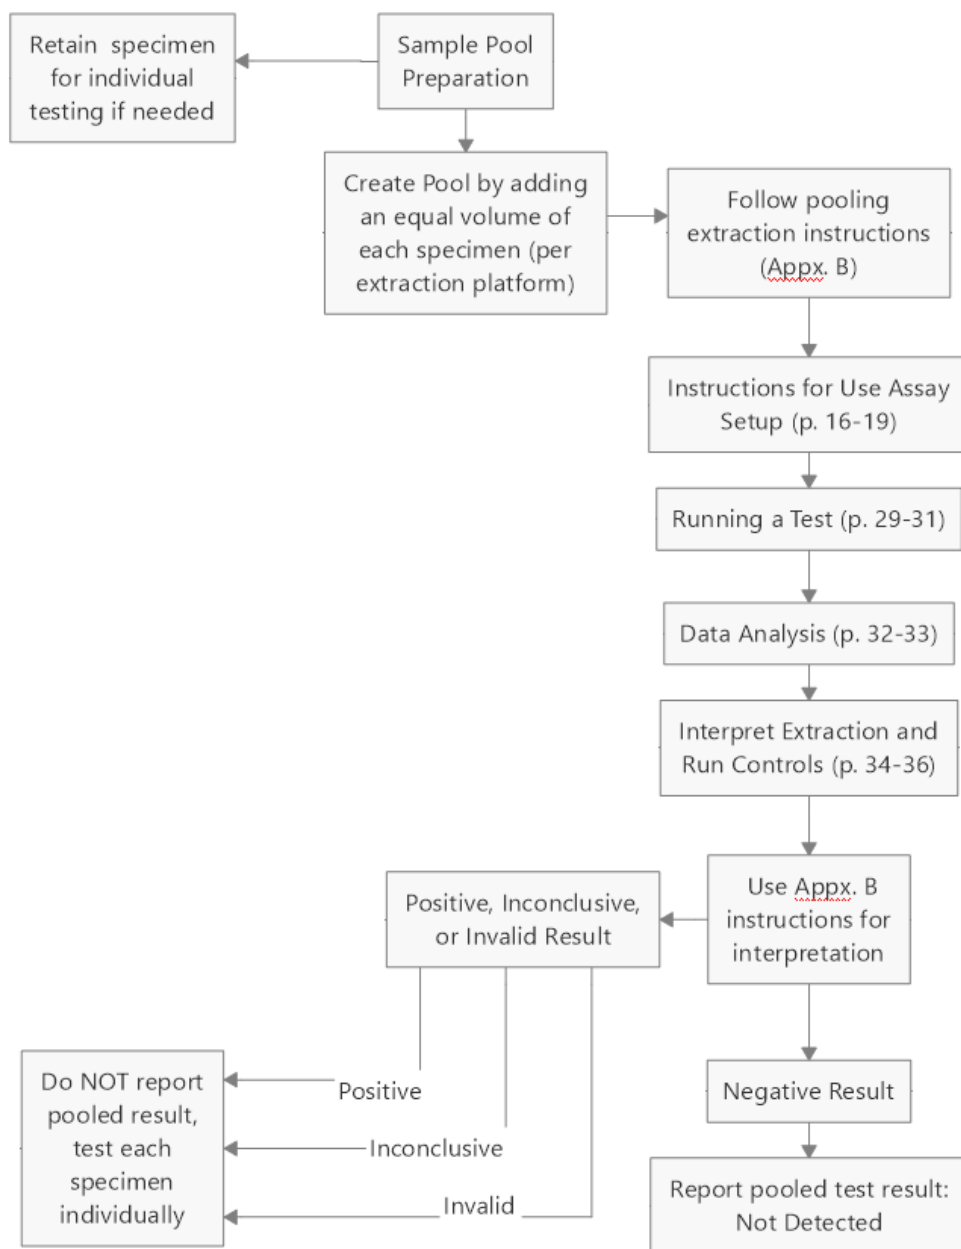 Retain specimen
for individual
testing if needed
Sample Pool
Preparation
Create Pool by adding
an equal volume of
each specimen (per
extraction platform)
Follow pooling
extraction instructions
(Appx. B)
Instructions for Use Assay
Setup (p. 16-19)
Running a Test (p. 29-31)
Data Analysis (p. 32-33)
Interpret Extraction and
Run Controls (p. 34-36)
Use Appx. B
instructions for
interpretation
Positive, Inconclusive,
or Invalid Result
Positive
Inconclusive
Invalid
Do NOT report
pooled result,
test each
specimen
individually
Negative Result
Report pooled test result:
Not Detected